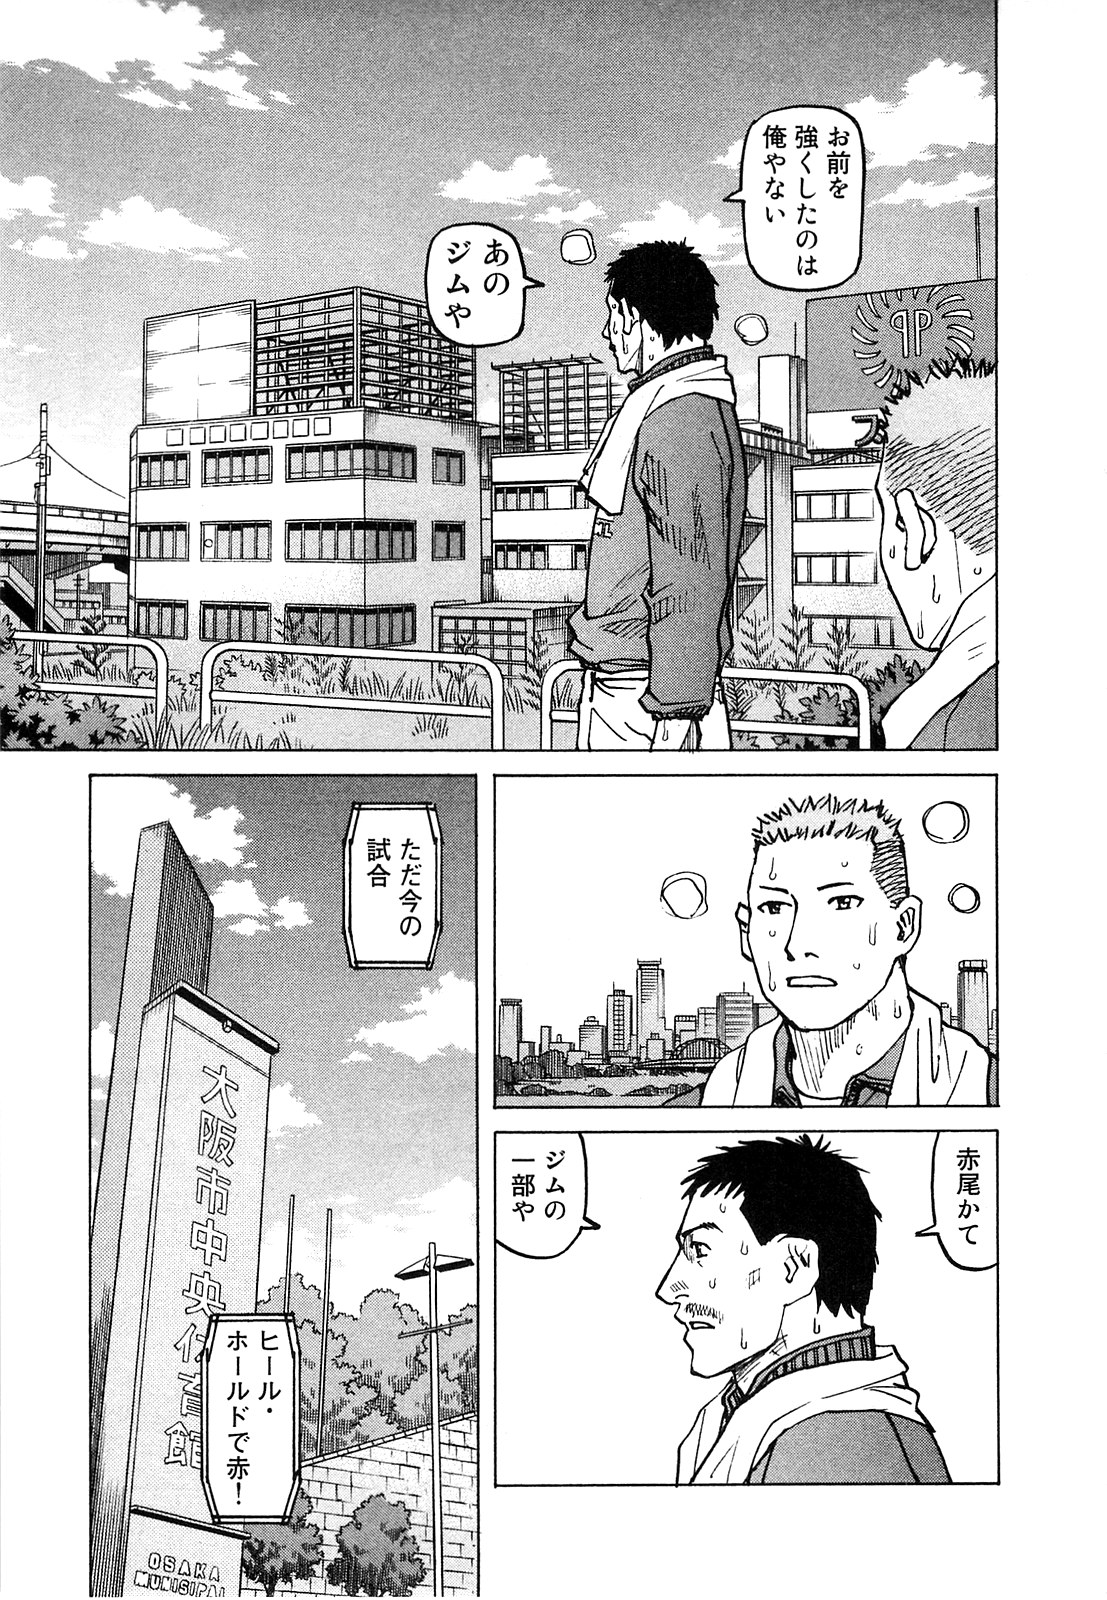 お前を
強くしたのは
俺やない
あの
ジムや
プ
赤尾かて
ジムの
一部や
ただ今の
試合
大阪市中央体育館
ヒール・
ホールドで赤！
OSAKA
MUNISIPAL